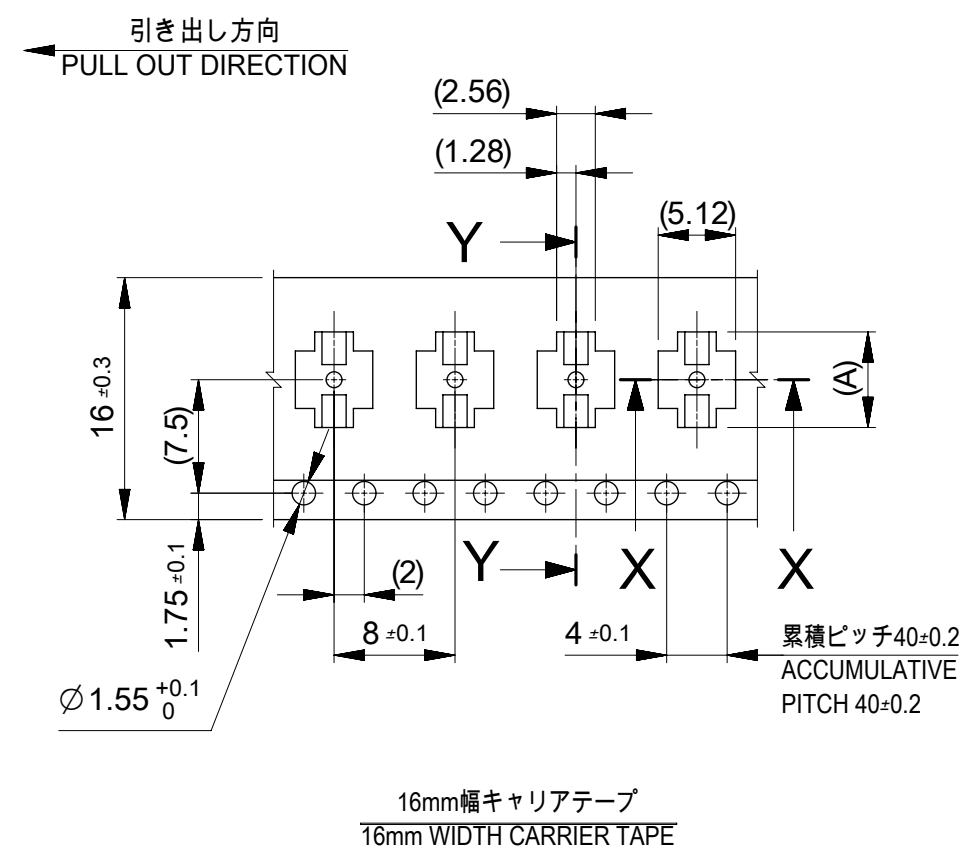 引き出し方向
PULL OUT DIRECTION
(2.56)
(1.28)
(5.12)
Y
16 ±0.3
(7.5)
(A)
1.75 ±0.1
Y
X
X
(2)
8 ±0.1
4 ±0.1
累積ピッチ40±0.2
ACCUMULATIVE
PITCH 40±0.2
∅1.55 +0.1 0
16mm幅キャリアテープ
16mm WIDTH CARRIER TAPE